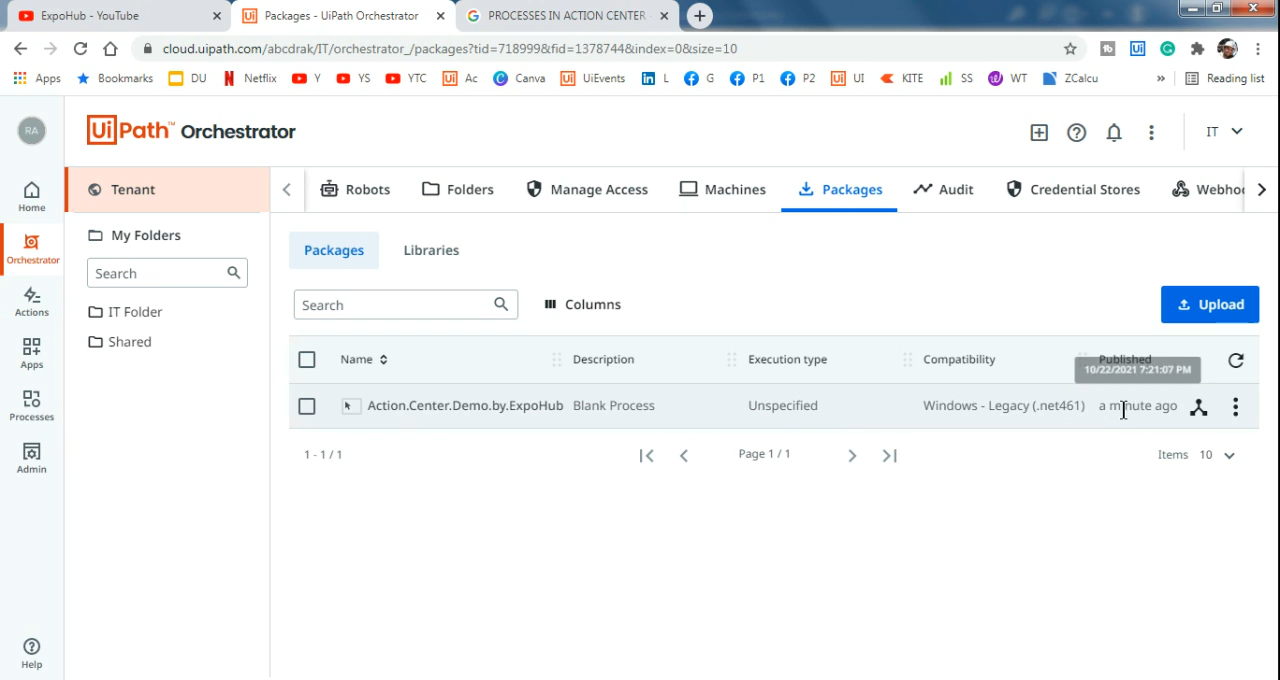 ExpoHub - YouTube
Packages - UiPath Orchestrator
PROCESSES IN ACTION CENTER
cloud.uipath.com/abcdrak/IT/orchestrator_/packages?tid=718999&fid=1378744&index=0&size=10
Apps Bookmarks DU Netflix Y YS YTC Ac Canva UiEvents L G P1 P2 UI KITE SS WT ZCalcu » Reading list
RA
UiPath™ Orchestrator
IT
Home
Orchestrator
Actions
Apps
Processes
Admin
Help
Tenant
My Folders
Search
IT Folder
Shared
Robots Folders Manage Access Machines Packages Audit Credential Stores Webhoo
Packages Libraries
Search Columns Upload
Name Description Execution type Compatibility Published
10/22/2021 7:21:07 PM
Action.Center.Demo.by.ExpoHub Blank Process Unspecified Windows - Legacy (.net461) a minute ago
1 - 1 / 1 Page 1 / 1 Items 10